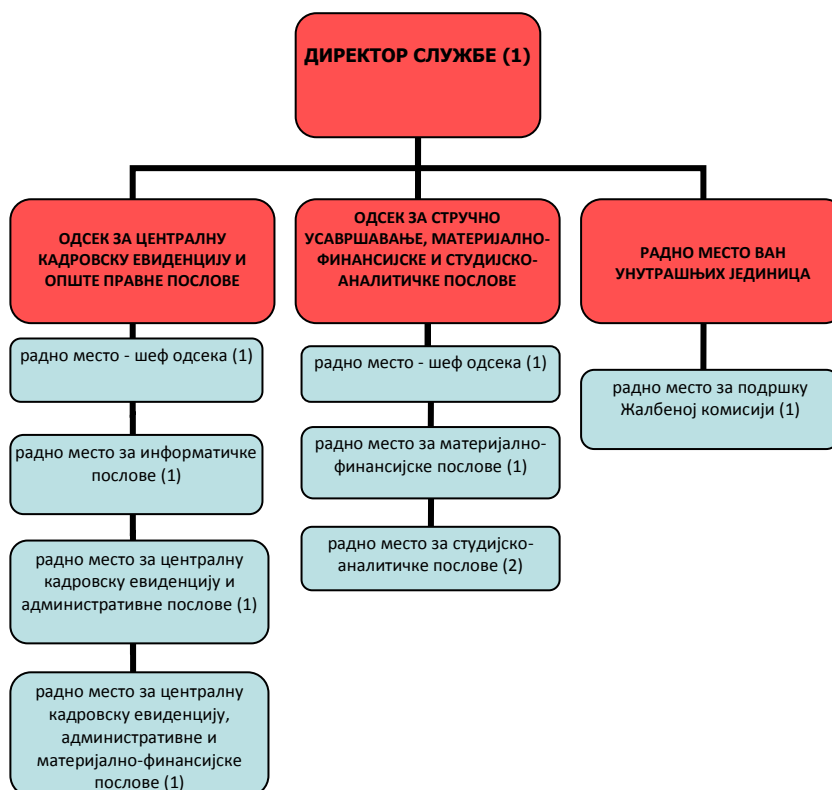 ДИРЕКТОР СЛУЖБЕ (1)
ОДСЕК ЗА ЦЕНТРАЛНУ
КАДРОВСКУ ЕВИДЕНЦИЈУ И
ОПШТЕ ПРАВНЕ ПОСЛОВЕ
радно место - шеф одсека (1)
радно место за информатичке
послове (1)
радно место за централну
кадровску евиденцију и
административне послове (1)
радно место за централну
кадровску евиденцију,
административне и
материјално-финансијске
послове (1)
ОДСЕК ЗА СТРУЧНО
УСАВРШАВАЊЕ, МАТЕРИЈАЛНО-
ФИНАНСИЈСКЕ И СТУДИЈСКО-
АНАЛИТИЧКЕ ПОСЛОВЕ
радно место - шеф одсека (1)
радно место за материјално-
финансијске послове (1)
радно место за студијско-
аналитичке послове (2)
РАДНО МЕСТО ВАН
УНУТРАШЊИХ ЈЕДИНИЦА
радно место за подршку
Жалбеној комисији (1)